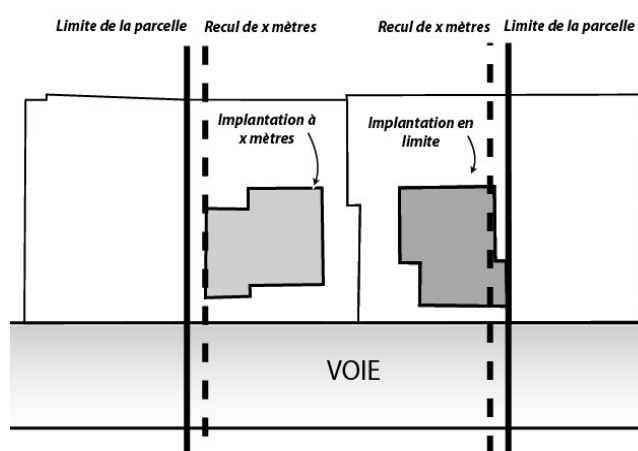 Limite de la parcelle
Recul de x mètres
Recul de x mètres
Limite de la parcelle
Implantation à
x mètres
Implantation en
limite
VOIE